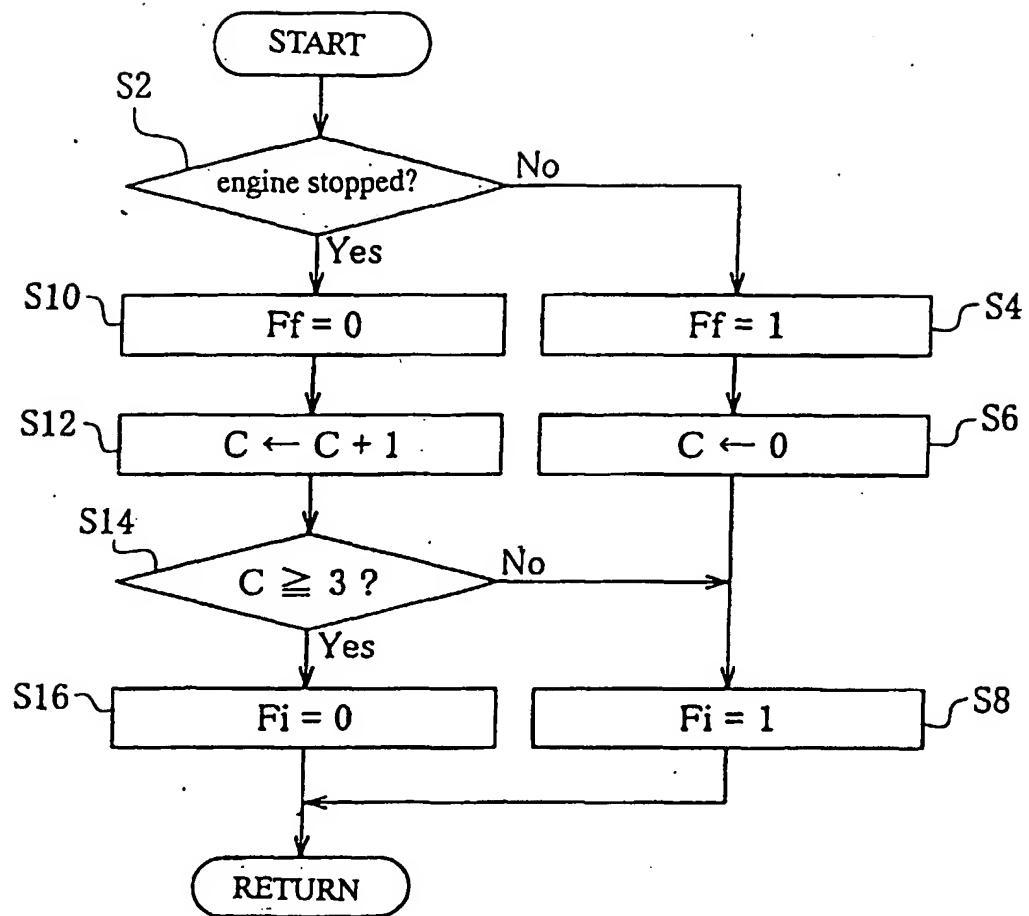 START
S2
engine stopped?
No
Yes
S10
Ff = 0
Ff = 1
S4
S12
C ← C + 1
C ← 0
S6
S14
C ≧ 3 ?
No
Yes
S16
Fi = 0
Fi = 1
S8
RETURN